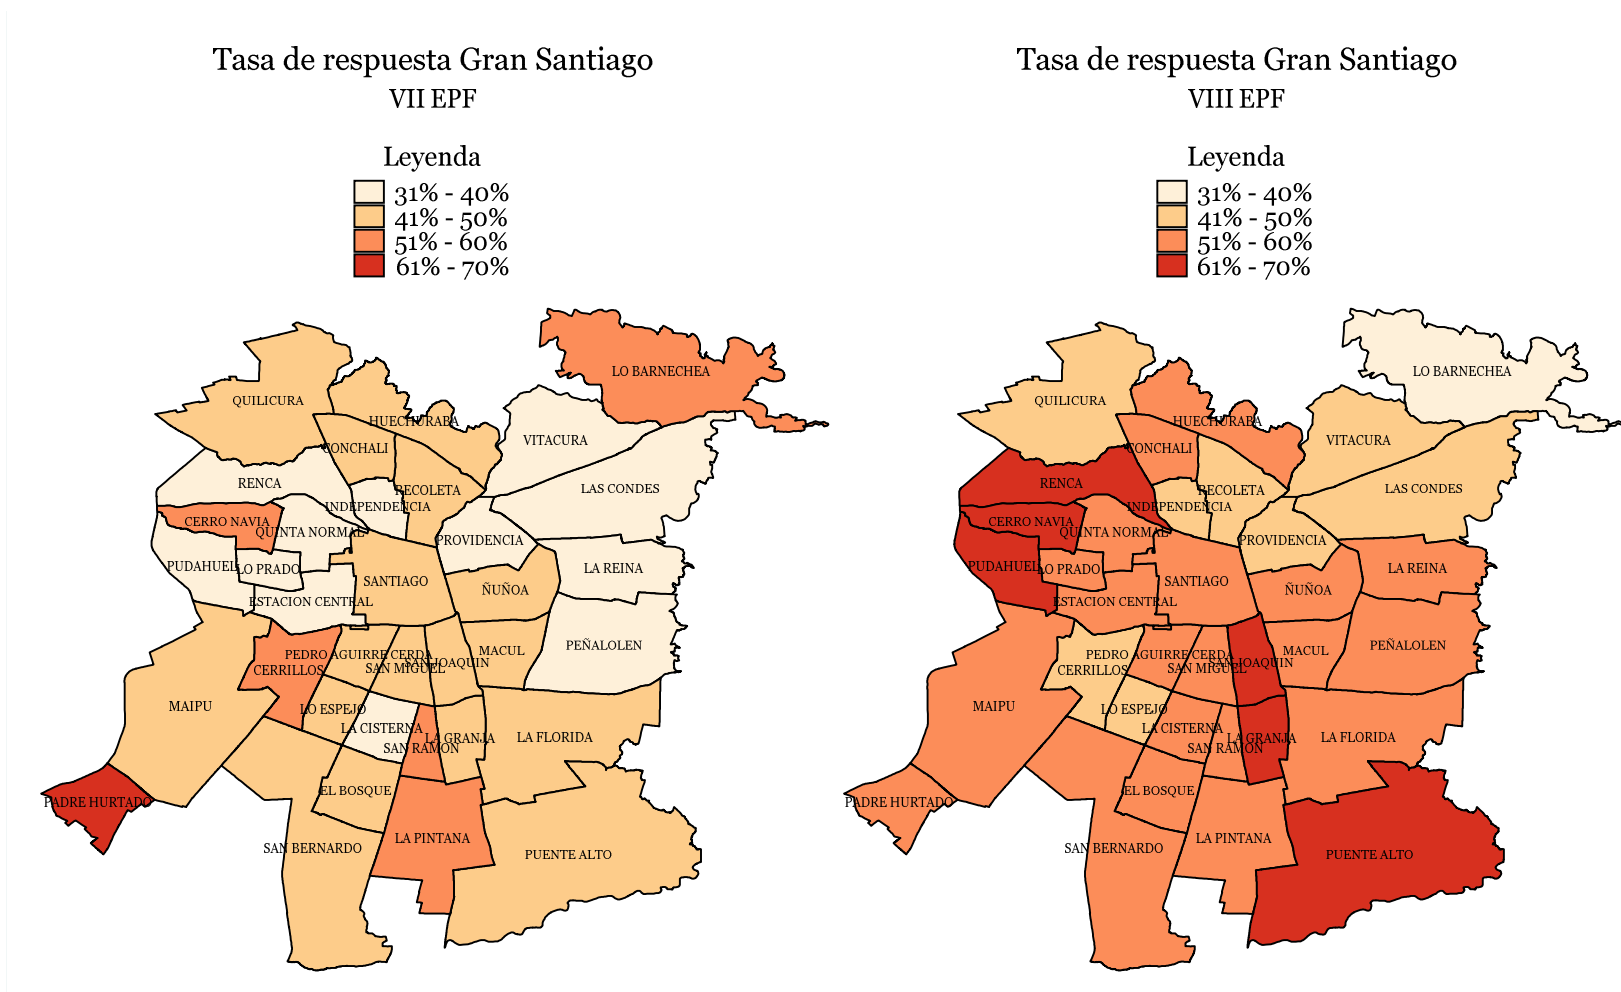 Tasa de respuesta Gran Santiago
VII EPF
Leyenda
31% - 40%
41% - 50%
51% - 60%
61% - 70%
LO BARNECHEA
QUILICURA
HUECHURABA
VITACURA
CONCHALI
RENCA
LAS CONDES
RECOLETA
INDEPENDENCIA
CERRO NAVIA
QUINTA NORMAL
PROVIDENCIA
PUDAHUEL
LO PRADO
LA REINA
SANTIAGO
ÑUÑOA
ESTACION CENTRAL
PEÑALOLEN
MACUL
PEDRO AGUIRRE CERDA
SAN JOAQUIN
CERRILLOS
SAN MIGUEL
MAIPU
LO ESPEJO
LA CISTERNA
LA GRANJA
LA FLORIDA
SAN RAMON
EL BOSQUE
PADRE HURTADO
LA PINTANA
SAN BERNARDO
PUENTE ALTO
Tasa de respuesta Gran Santiago
VIII EPF
Leyenda
31% - 40%
41% - 50%
51% - 60%
61% - 70%
LO BARNECHEA
QUILICURA
HUECHURABA
VITACURA
CONCHALI
RENCA
LAS CONDES
RECOLETA
INDEPENDENCIA
CERRO NAVIA
QUINTA NORMAL
PROVIDENCIA
PUDAHUEL
LO PRADO
LA REINA
SANTIAGO
ÑUÑOA
ESTACION CENTRAL
PEÑALOLEN
MACUL
PEDRO AGUIRRE CERDA
SAN JOAQUIN
CERRILLOS
SAN MIGUEL
MAIPU
LO ESPEJO
LA CISTERNA
LA GRANJA
LA FLORIDA
SAN RAMON
EL BOSQUE
PADRE HURTADO
LA PINTANA
SAN BERNARDO
PUENTE ALTO